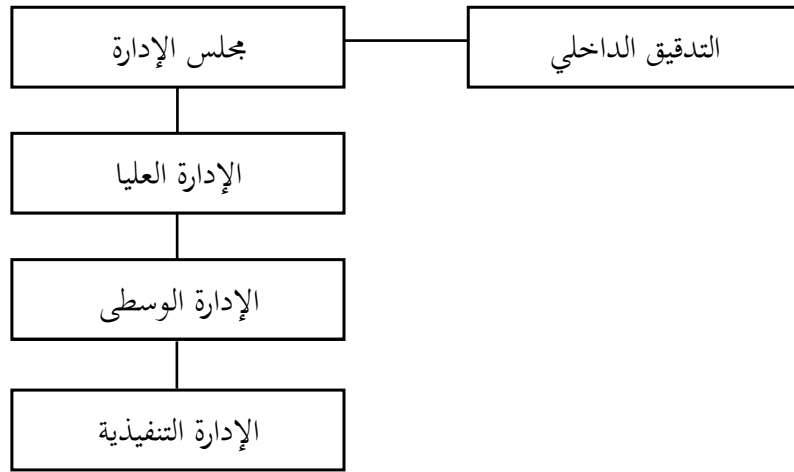 مجلس الإدارة
التدقيق الداخلي
الإدارة العليا
الإدارة الوسطى
الإدارة التنفيذية